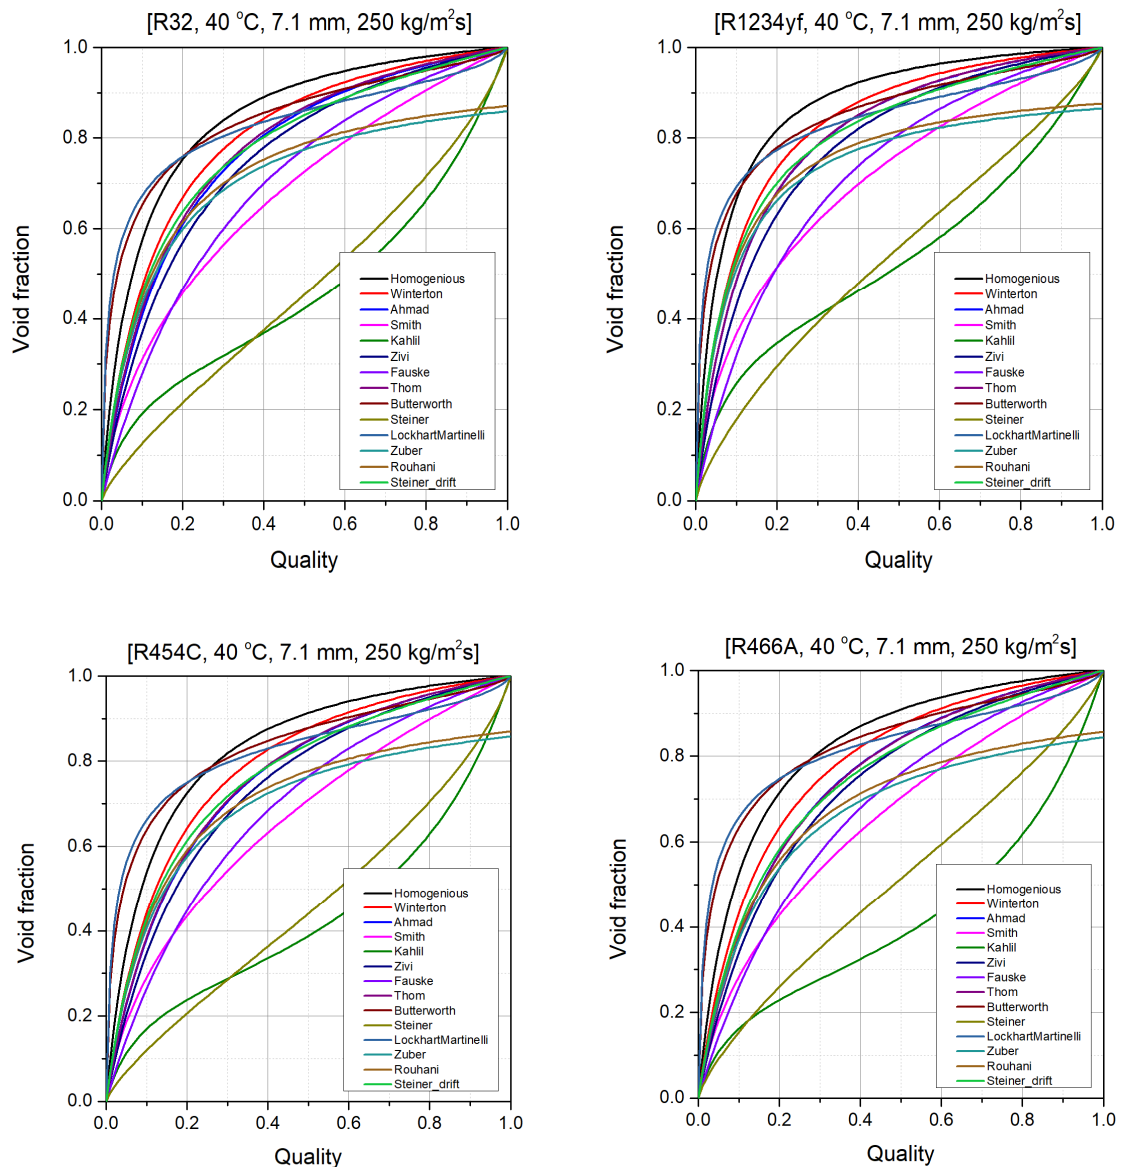 [R32, 40 °C, 7.1 mm, 250 kg/m²s]
1.0
0.8
0.6
0.4
0.2
0.0
Void fraction
Homogenious
Winterton
Ahmad
Smith
Kahlil
Zivi
Fauske
Thom
Butterworth
Steiner
LockhartMartinelli
Zuber
Rouhani
Steiner_drift
0.0 0.2 0.4 0.6 0.8 1.0
Quality
[R1234yf, 40 °C, 7.1 mm, 250 kg/m²s]
1.0
0.8
0.6
0.4
0.2
0.0
Void fraction
Homogenious
Winterton
Ahmad
Smith
Kahlil
Zivi
Fauske
Thom
Butterworth
Steiner
LockhartMartinelli
Zuber
Rouhani
Steiner_drift
0.0 0.2 0.4 0.6 0.8 1.0
Quality
[R454C, 40 °C, 7.1 mm, 250 kg/m²s]
1.0
0.8
0.6
0.4
0.2
0.0
Void fraction
Homogenious
Winterton
Ahmad
Smith
Kahlil
Zivi
Fauske
Thom
Butterworth
Steiner
LockhartMartinelli
Zuber
Rouhani
Steiner_drift
0.0 0.2 0.4 0.6 0.8 1.0
Quality
[R466A, 40 °C, 7.1 mm, 250 kg/m²s]
1.0
0.8
0.6
0.4
0.2
0.0
Void fraction
Homogenious
Winterton
Ahmad
Smith
Kahlil
Zivi
Fauske
Thom
Butterworth
Steiner
LockhartMartinelli
Zuber
Rouhani
Steiner_drift
0.0 0.2 0.4 0.6 0.8 1.0
Quality